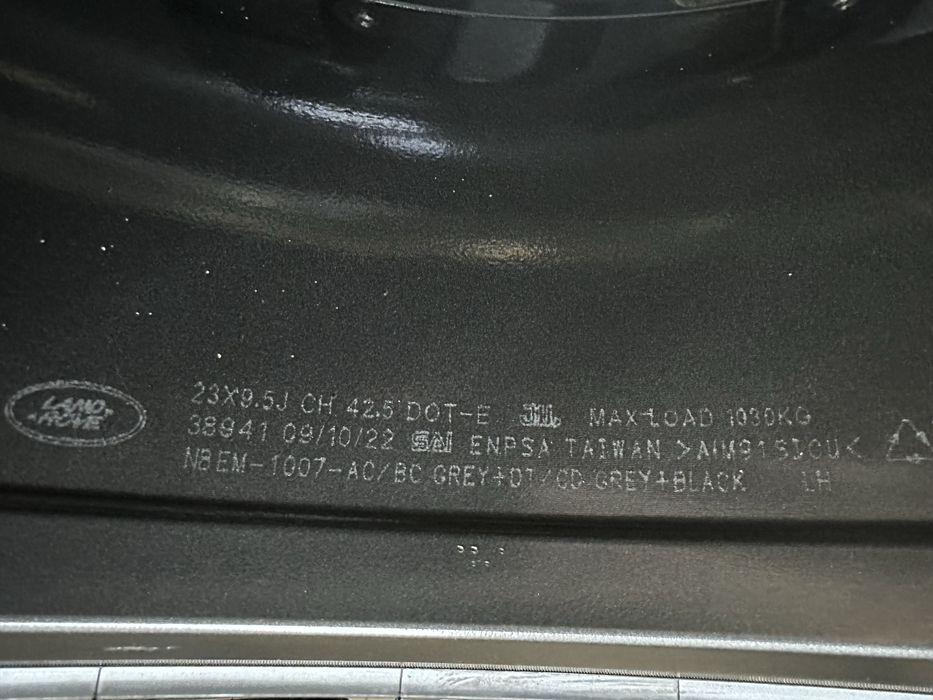 LAND
ROVER
23X9.5J CH 42.5 DOT-E JWL MAX-LOAD 1030KG
38941 09/10/22 ENPSA TAIWAN
N8EM-1007-AC/BC GREY+DT/CD GREY+BLACK LH